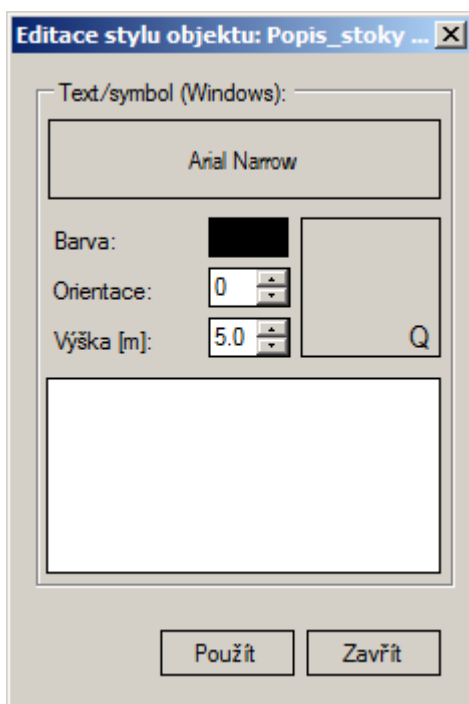 Editace stylu objektu: Popis_stoky ...
Text/symbol (Windows):
Arial Narrow
Barva:
Orientace: 0
Výška [m]: 5.0
Q
Použít Zavřít